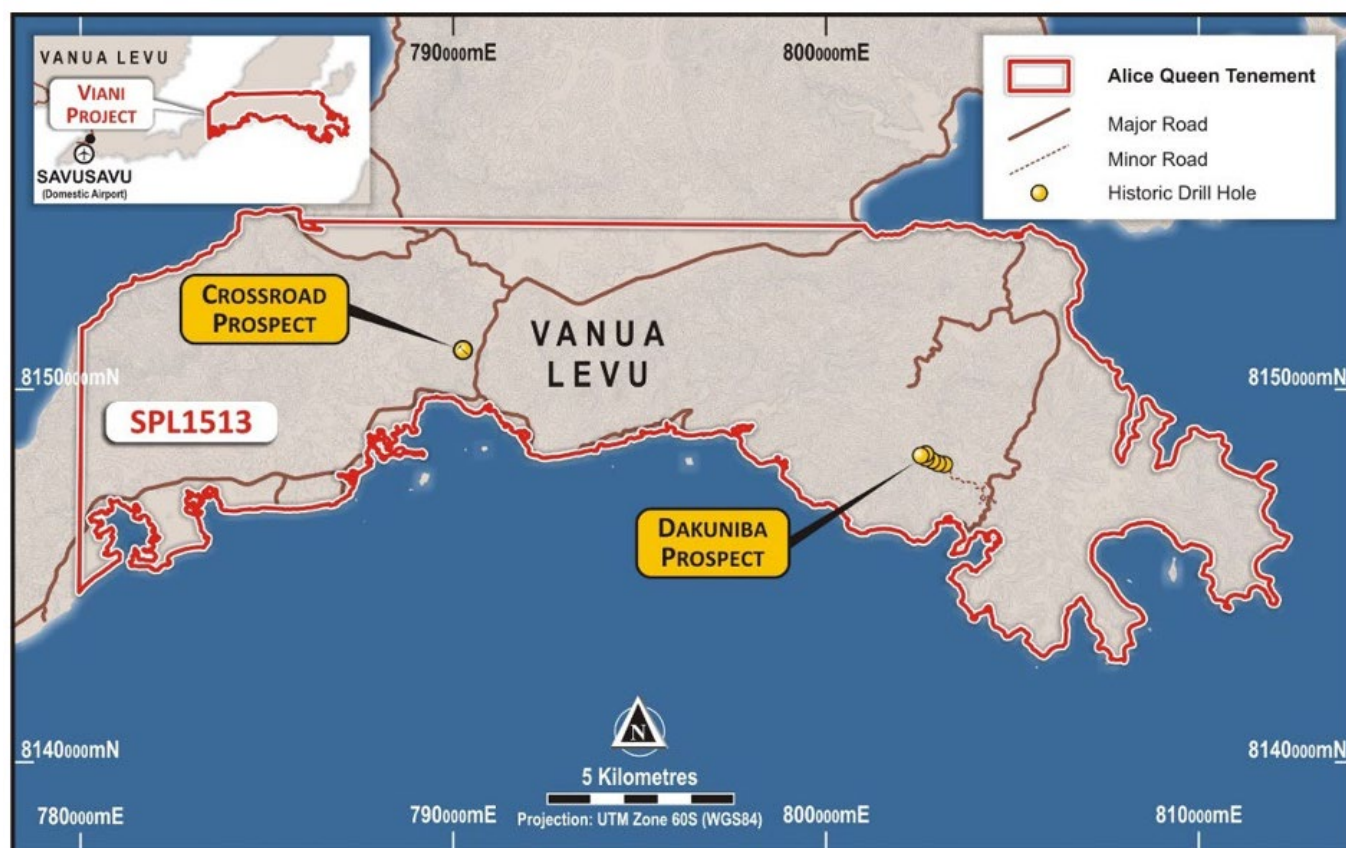 790000mE
800000mE
VANUA LEVU
VIANI
PROJECT
SAVUSAVU
(Domestic Airport)
Alice Queen Tenement
Major Road
Minor Road
Historic Drill Hole
CROSSROAD
PROSPECT
VANUA
LEVU
8150000mN
8150000mN
SPL1513
DAKUNIBA
PROSPECT
N
8140000mN
8140000mN
5 Kilometres
780000mE
790000mE
Projection: UTM Zone 60S (WGS84)
800000mE
810000mE